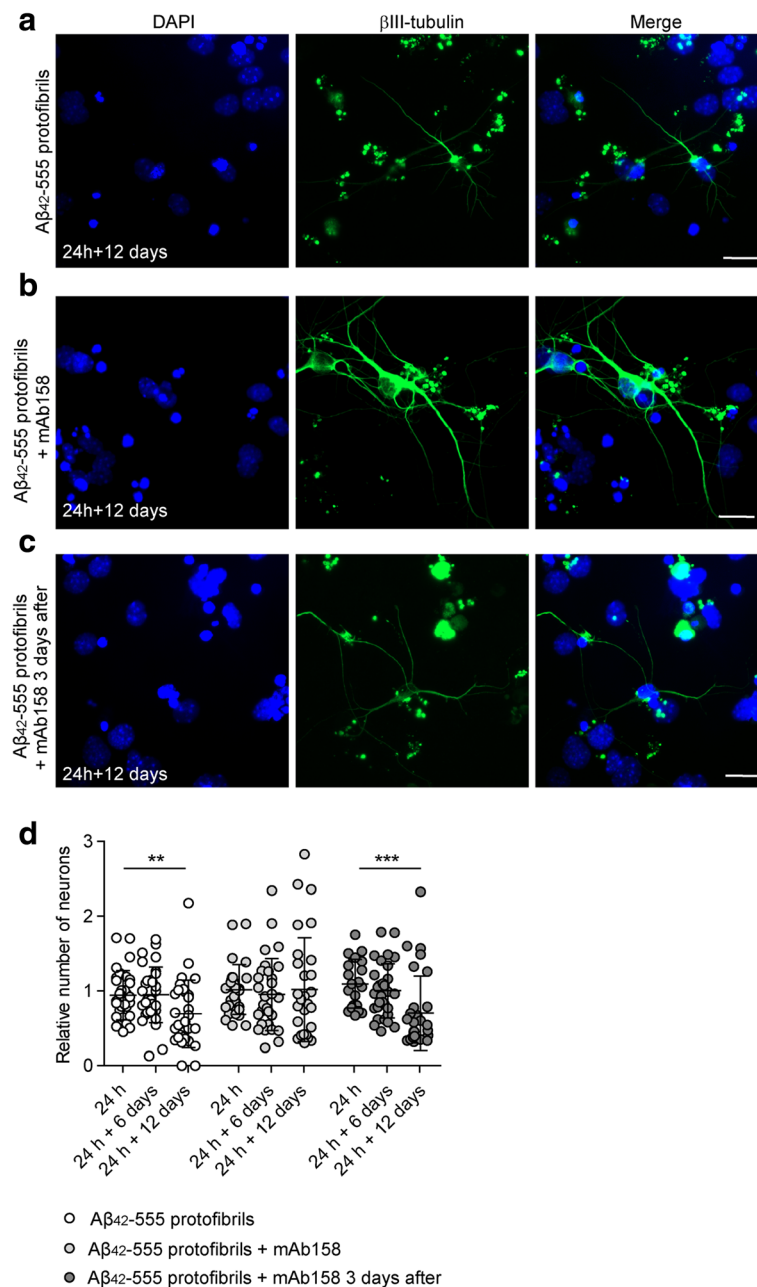 a
DAPI
βIII-tubulin
Merge
Aβ42-555 protofibrils
24h+12 days
b
Aβ42-555 protofibrils
+ mAb158
24h+12 days
c
Aβ42-555 protofibrils
+ mAb158 3 days after
24h+12 days
d
Relative number of neurons
3
2
1
0
**
***
24 h
24 h + 6 days
24 h + 12 days
24 h
24 h + 6 days
24 h + 12 days
24 h
24 h + 6 days
24 h + 12 days
Aβ42-555 protofibrils
Aβ42-555 protofibrils + mAb158
Aβ42-555 protofibrils + mAb158 3 days after